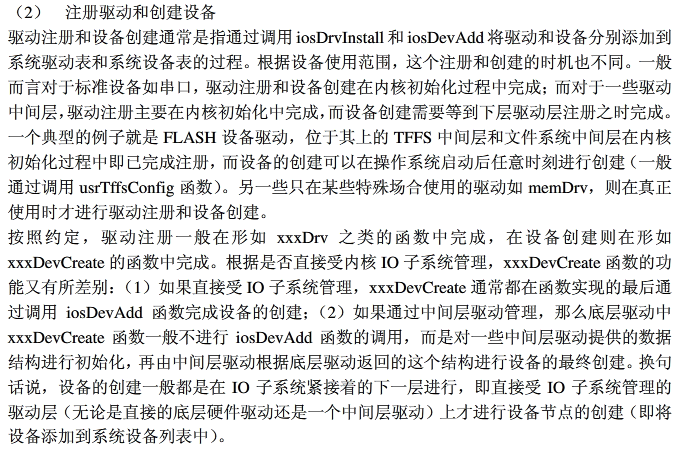 （2） 注册驱动和创建设备
驱动注册和设备创建通常是指通过调用 iosDrvInstall 和 iosDevAdd 将驱动和设备分别添加到
系统驱动表和系统设备表的过程。根据设备使用范围，这个注册和创建的时机也不同。一般
而言对于标准设备如串口，驱动注册和设备创建在内核初始化过程中完成；而对于一些驱动
中间层，驱动注册主要在内核初始化中完成，而设备创建需要等到下层驱动层注册之时完成。
一个典型的例子就是 FLASH 设备驱动，位于其上的 TFFS 中间层和文件系统中间层在内核
初始化过程中即已完成注册，而设备的创建可以在操作系统启动后任意时刻进行创建（一般
通过调用 usrTffsConfig 函数）。另一些只在某些特殊场合使用的驱动如 memDrv，则在真正
使用时才进行驱动注册和设备创建。
按照约定，驱动注册一般在形如 xxxDrv 之类的函数中完成，在设备创建则在形如
xxxDevCreate 的函数中完成。根据是否直接受内核 IO 子系统管理，xxxDevCreate 函数的功
能又有所差别：（1）如果直接受 IO 子系统管理，xxxDevCreate 通常都在函数实现的最后通
过调用 iosDevAdd 函数完成设备的创建；（2）如果通过中间层驱动管理，那么底层驱动中
xxxDevCreate 函数一般不进行 iosDevAdd 函数的调用，而是对一些中间层驱动提供的数据
结构进行初始化，再由中间层驱动根据底层驱动返回的这个结构进行设备的最终创建。换句
话说，设备的创建一般都是在 IO 子系统紧接着的下一层进行，即直接受 IO 子系统管理的
驱动层（无论是直接的底层硬件驱动还是一个中间层驱动）上才进行设备节点的创建（即将
设备添加到系统设备列表中）。